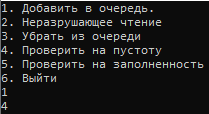 1. Добавить в очередь.
2. Неразрушающее чтение
3. Убрать из очереди
4. Проверить на пустоту
5. Проверить на заполненность
6. Выйти
1
4